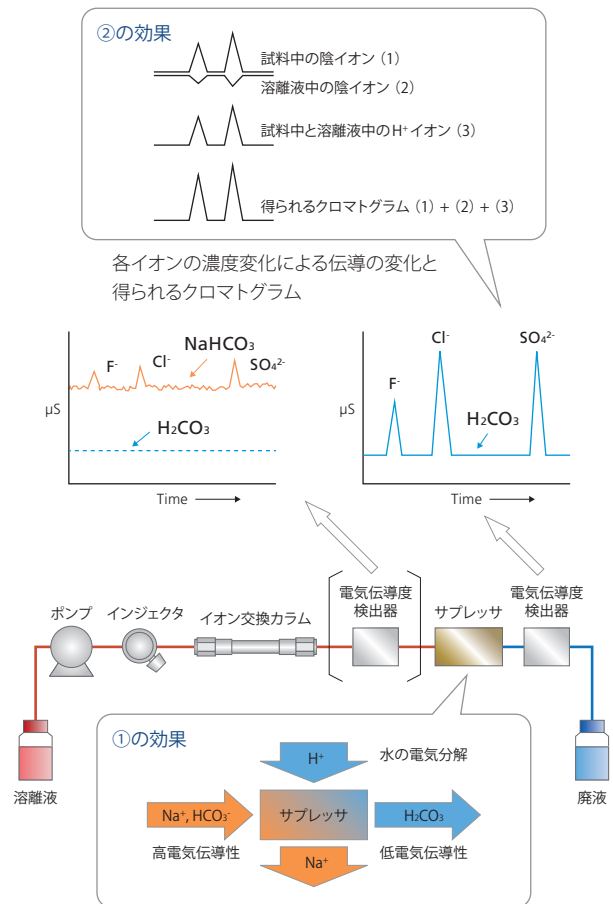 ②の効果
試料中の陰イオン (1)
溶離液中の陰イオン (2)
試料中と溶離液中のH⁺イオン (3)
得られるクロマトグラム (1) + (2) + (3)
各イオンの濃度変化による伝導の変化と
得られるクロマトグラム
F⁻
Cl⁻
NaHCO₃
SO₄²⁻
μS
H₂CO₃
Time
F⁻
Cl⁻
SO₄²⁻
μS
H₂CO₃
Time
ポンプ
インジェクタ
イオン交換カラム
電気伝導度
検出器
サプレッサ
電気伝導度
検出器
溶離液
廃液
①の効果
H⁺
水の電気分解
Na⁺, HCO₃⁻
サプレッサ
H₂CO₃
高電気伝導性
低電気伝導性
Na⁺